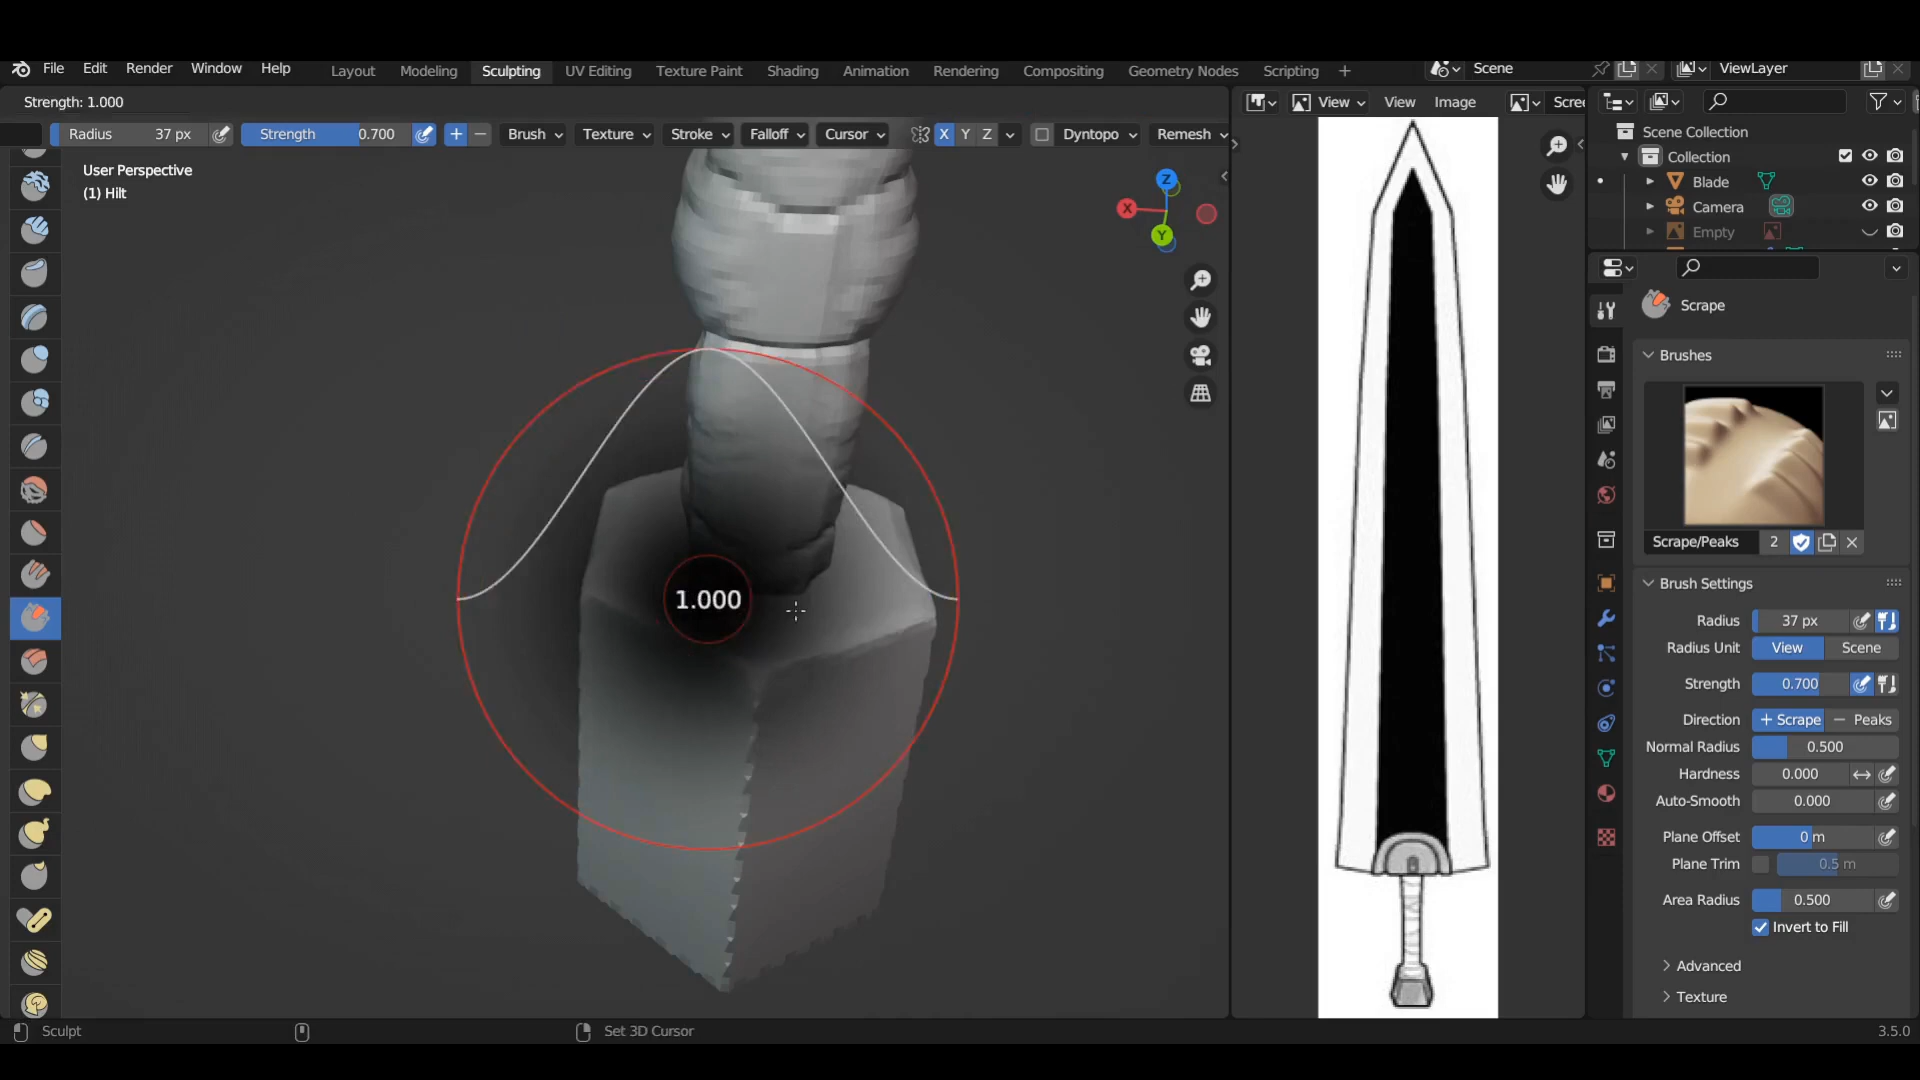 File Edit Render Window Help
Layout Modeling Sculpting UV Editing Texture Paint Shading Animation Rendering Compositing Geometry Nodes Scripting +
Scene
ViewLayer
Strength: 1.000
View View Image Scree
Radius 37 px Strength 0.700 + − Brush Texture Stroke Falloff Cursor X Y Z Dyntopo Remesh
User Perspective
(1) Hilt
Z
X
Y
1.000
Scene Collection
Collection
Blade
Camera
Empty
Scrape
Brushes
Scrape/Peaks 2
Brush Settings
Radius 37 px
Radius Unit View Scene
Strength 0.700
Direction + Scrape − Peaks
Normal Radius 0.500
Hardness 0.000
Auto-Smooth 0.000
Plane Offset 0 m
Plane Trim 0.5 m
Area Radius 0.500
Invert to Fill
Advanced
Texture
Sculpt
Set 3D Cursor
3.5.0